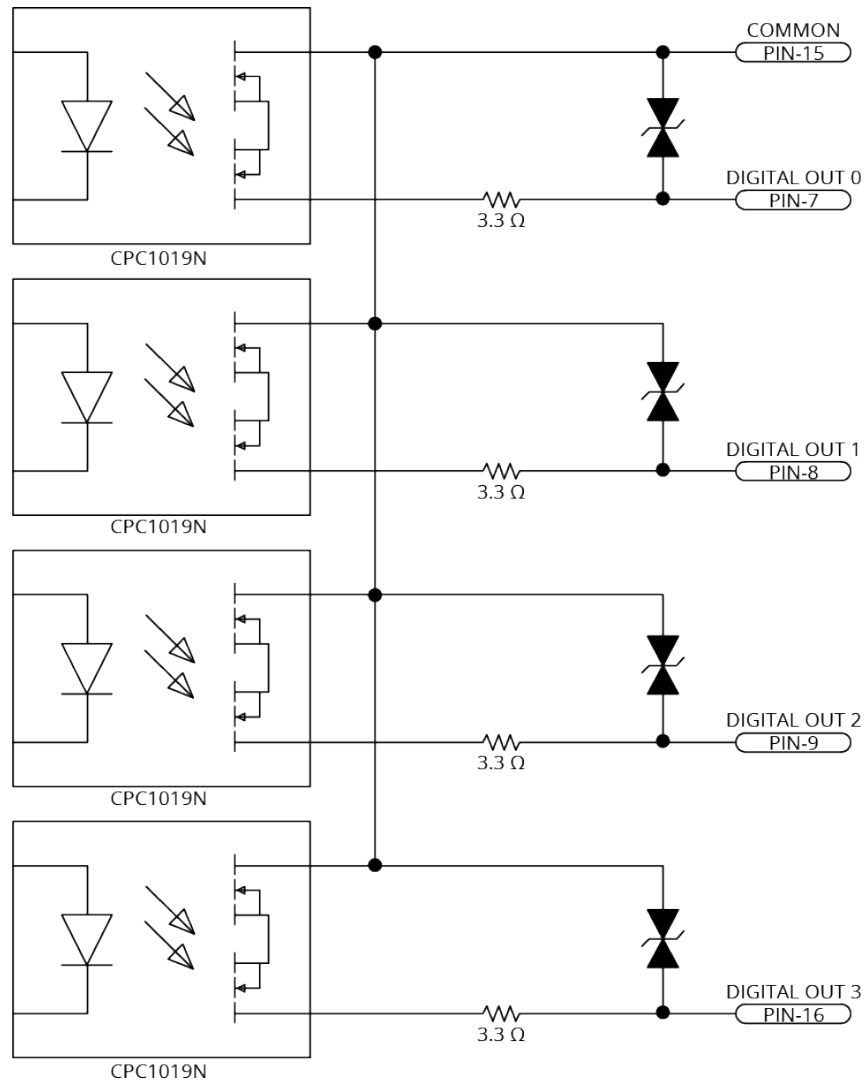 COMMON
PIN-15
DIGITAL OUT 0
PIN-7
3.3 Ω
CPC1019N
DIGITAL OUT 1
PIN-8
3.3 Ω
CPC1019N
DIGITAL OUT 2
PIN-9
3.3 Ω
CPC1019N
DIGITAL OUT 3
PIN-16
3.3 Ω
CPC1019N